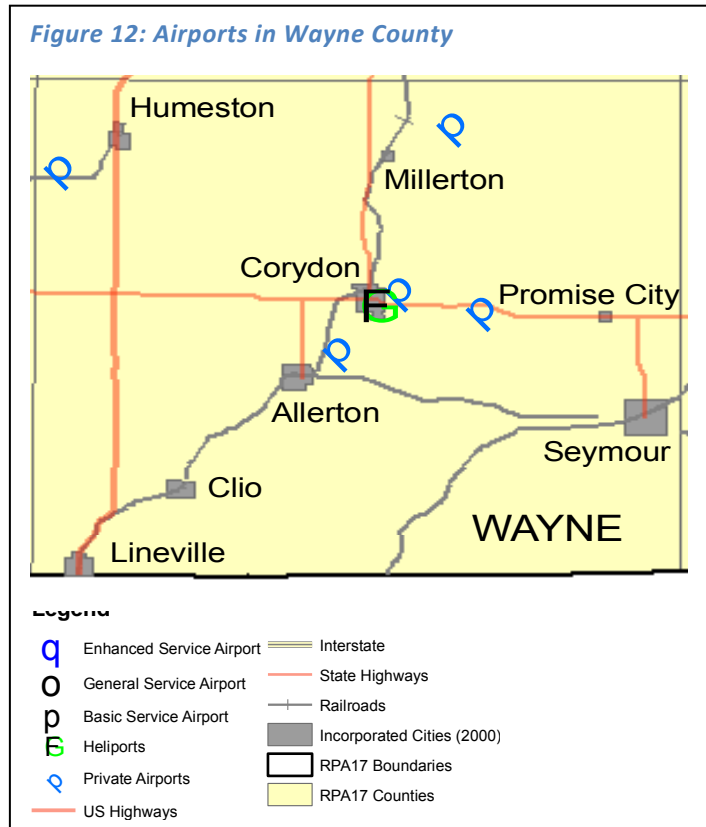 Figure 12: Airports in Wayne County
Humeston
p
p
Millerton
Corydon
p
F
G
Promise City
p
p
Allerton
Seymour
Clio
WAYNE
Lineville
Legend
q Enhanced Service Airport
o General Service Airport
p Basic Service Airport
FG Heliports
p Private Airports
US Highways
Interstate
State Highways
Railroads
Incorporated Cities (2000)
RPA17 Boundaries
RPA17 Counties